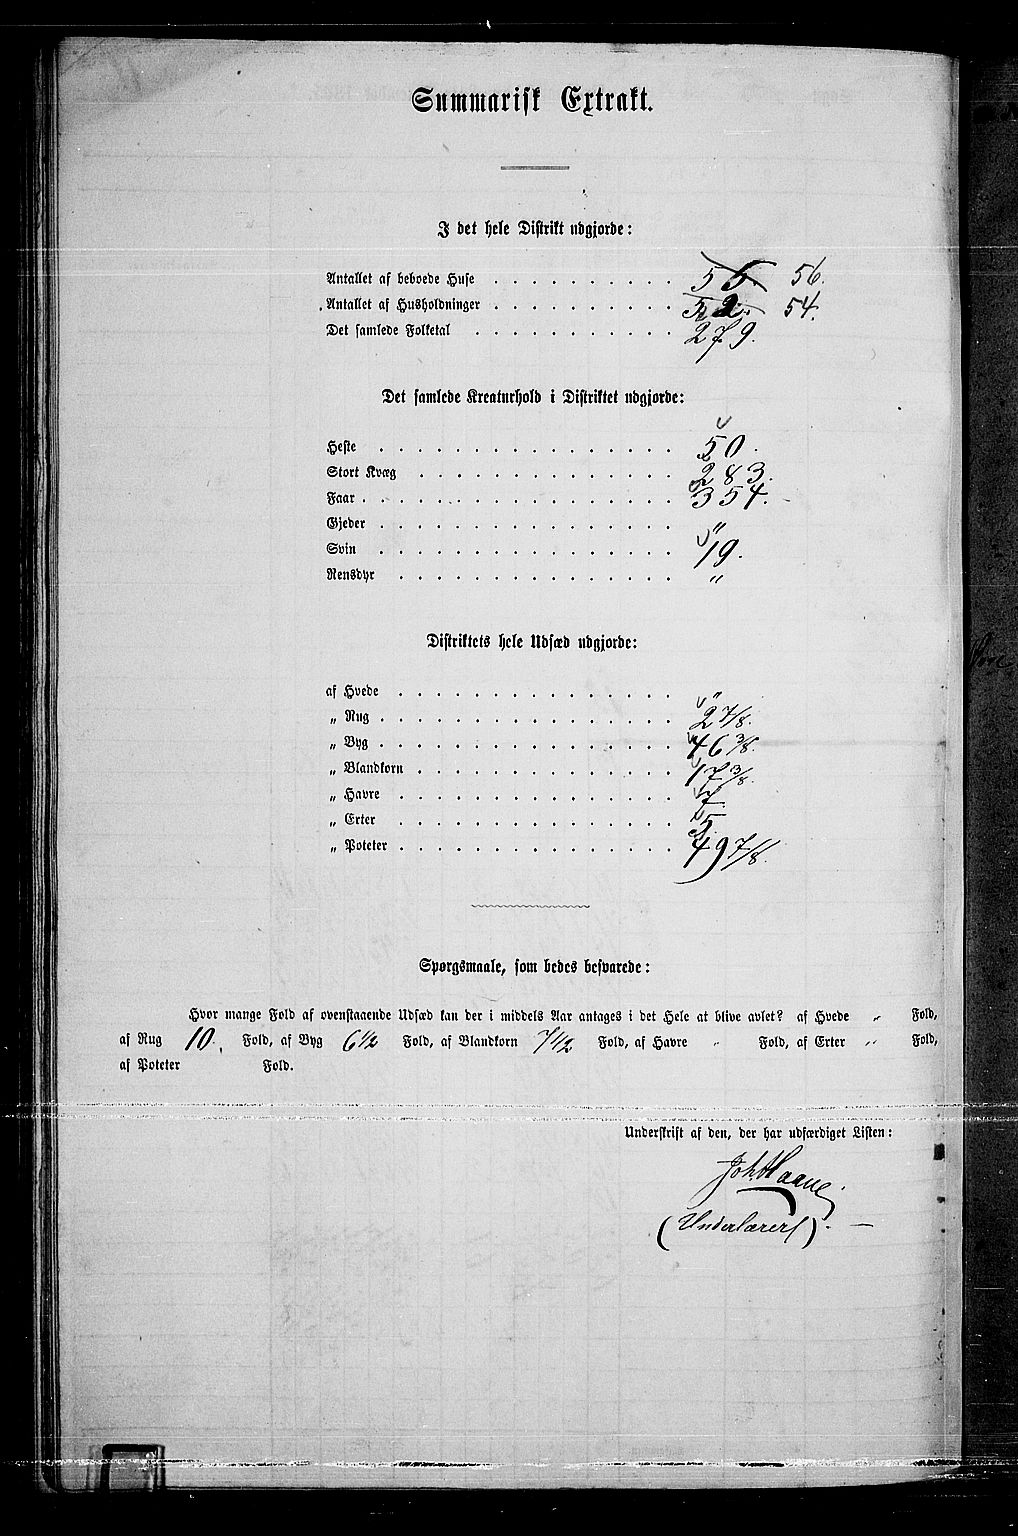 Summarisk Extrakt.
I det hele Distrikt udgjorde:
Antallet af beboede Huse . . . . . . . . . . 56.
Antallet af Husholdninger . . . . . . . . . . 54.
Det samlede Folketal . . . . . . . . . . . 279.
Det samlede Kreaturhold i Distriktet udgjorde:
Heste . . . . . . . . . . . . . . . 50.
Stort Kvæg . . . . . . . . . . . . . 283.
Faar . . . . . . . . . . . . . . . . 354.
Gjeder . . . . . . . . . . . . . . . "
Svin . . . . . . . . . . . . . . . 19.
Rensdyr . . . . . . . . . . . . . . "
Distriktets hele Udsæd udgjorde:
af Hvede . . . . . . . . . . . . . . "
„ Rug . . . . . . . . . . . . . . . 2 7/8.
„ Byg . . . . . . . . . . . . . . . 46 3/8.
„ Blandkorn . . . . . . . . . . . . . 17 3/8.
„ Havre . . . . . . . . . . . . . . 7.
„ Erter . . . . . . . . . . . . . .
„ Poteter . . . . . . . . . . . . . . 49 7/8.
Spørgsmaale, som bedes besvarede:
Hvor mange Fold af ovenstaaende Udsæd kan der i middels Aar antages i det Hele at blive avlet? af Hvede " Fold,
af Rug 10. Fold, af Byg 6 1/2 Fold, af Blandkorn 7 1/2 Fold, af Havre " Fold, af Erter " Fold,
af Poteter Fold.
Underskrift af den, der har udfærdiget Listen:
Joh. Haave.
(Underlærer).